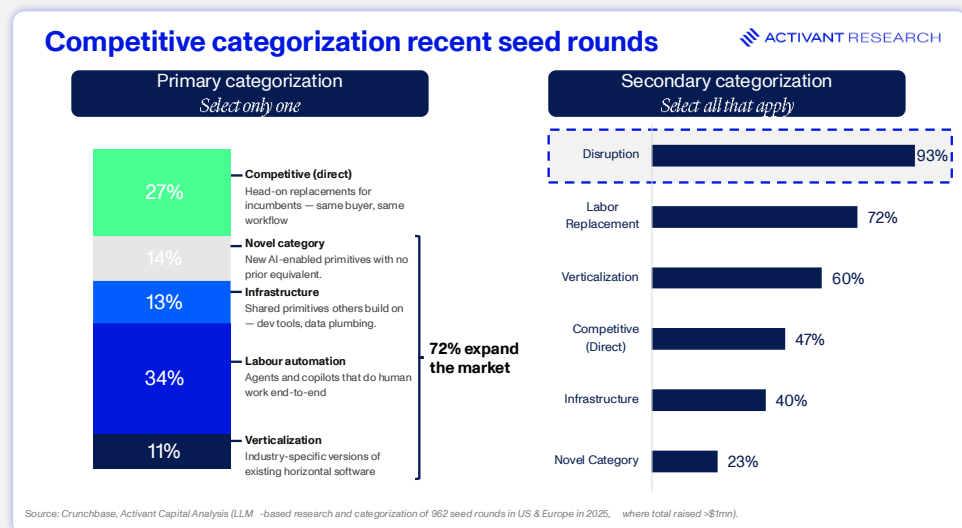 Competitive categorization recent seed rounds
ACTIVANT RESEARCH
Primary categorization
Select only one
27%
Competitive (direct)
Head-on replacements for
incumbents — same buyer, same
workflow
14%
Novel category
New AI-enabled primitives with no
prior equivalent.
13%
Infrastructure
Shared primitives others build on
— dev tools, data plumbing.
34%
Labour automation
Agents and copilots that do human
work end-to-end
11%
Verticalization
Industry-specific versions of
existing horizontal software
72% expand
the market
Secondary categorization
Select all that apply
Disruption
93%
Labor
Replacement
72%
Verticalization
60%
Competitive
(Direct)
47%
Infrastructure
40%
Novel Category
23%
Source: Crunchbase, Activant Capital Analysis (LLM -based research and categorization of 962 seed rounds in US & Europe in 2025, where total raised >$1mn).